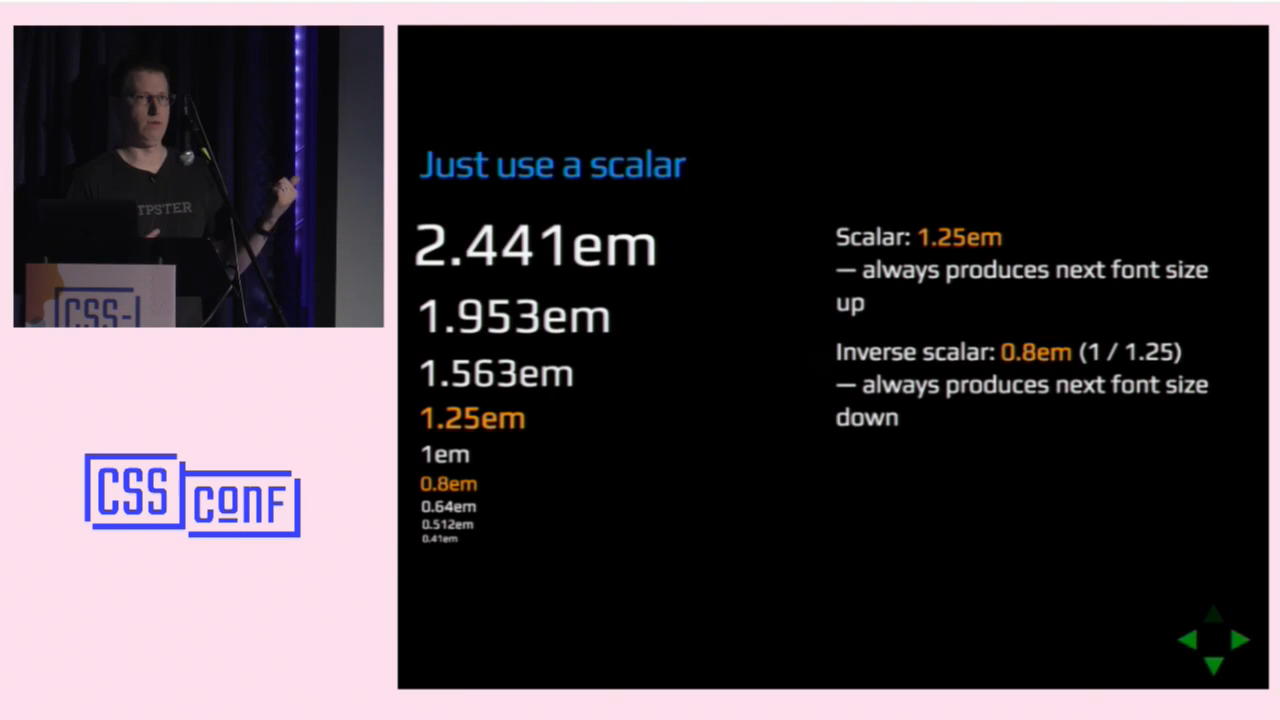 TPSTER
CSS-
CSS
CONF
Just use a scalar
2.441em
1.953em
1.563em
1.25em
1em
0.8em
0.64em
0.512em
0.41em
Scalar: 1.25em
— always produces next font size
up
Inverse scalar: 0.8em (1 / 1.25)
— always produces next font size
down